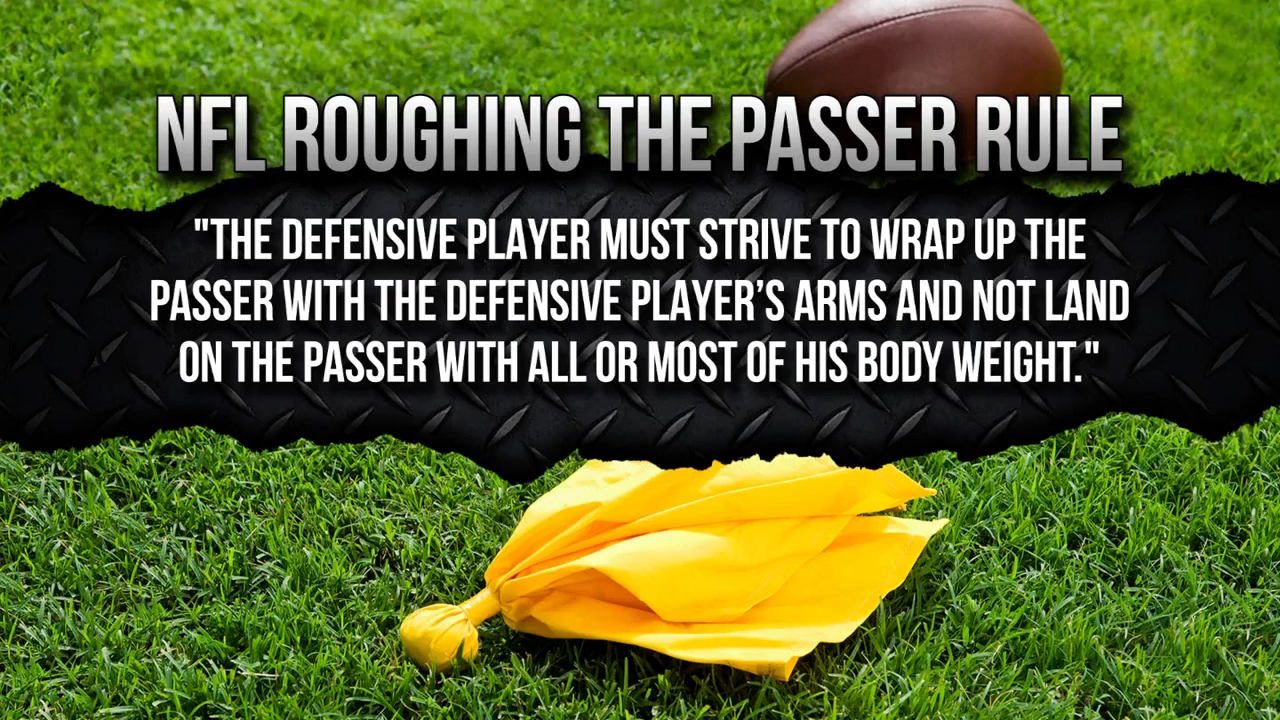 NFL ROUGHING THE PASSER RULE
"THE DEFENSIVE PLAYER MUST STRIVE TO WRAP UP THE
PASSER WITH THE DEFENSIVE PLAYER’S ARMS AND NOT LAND
ON THE PASSER WITH ALL OR MOST OF HIS BODY WEIGHT."